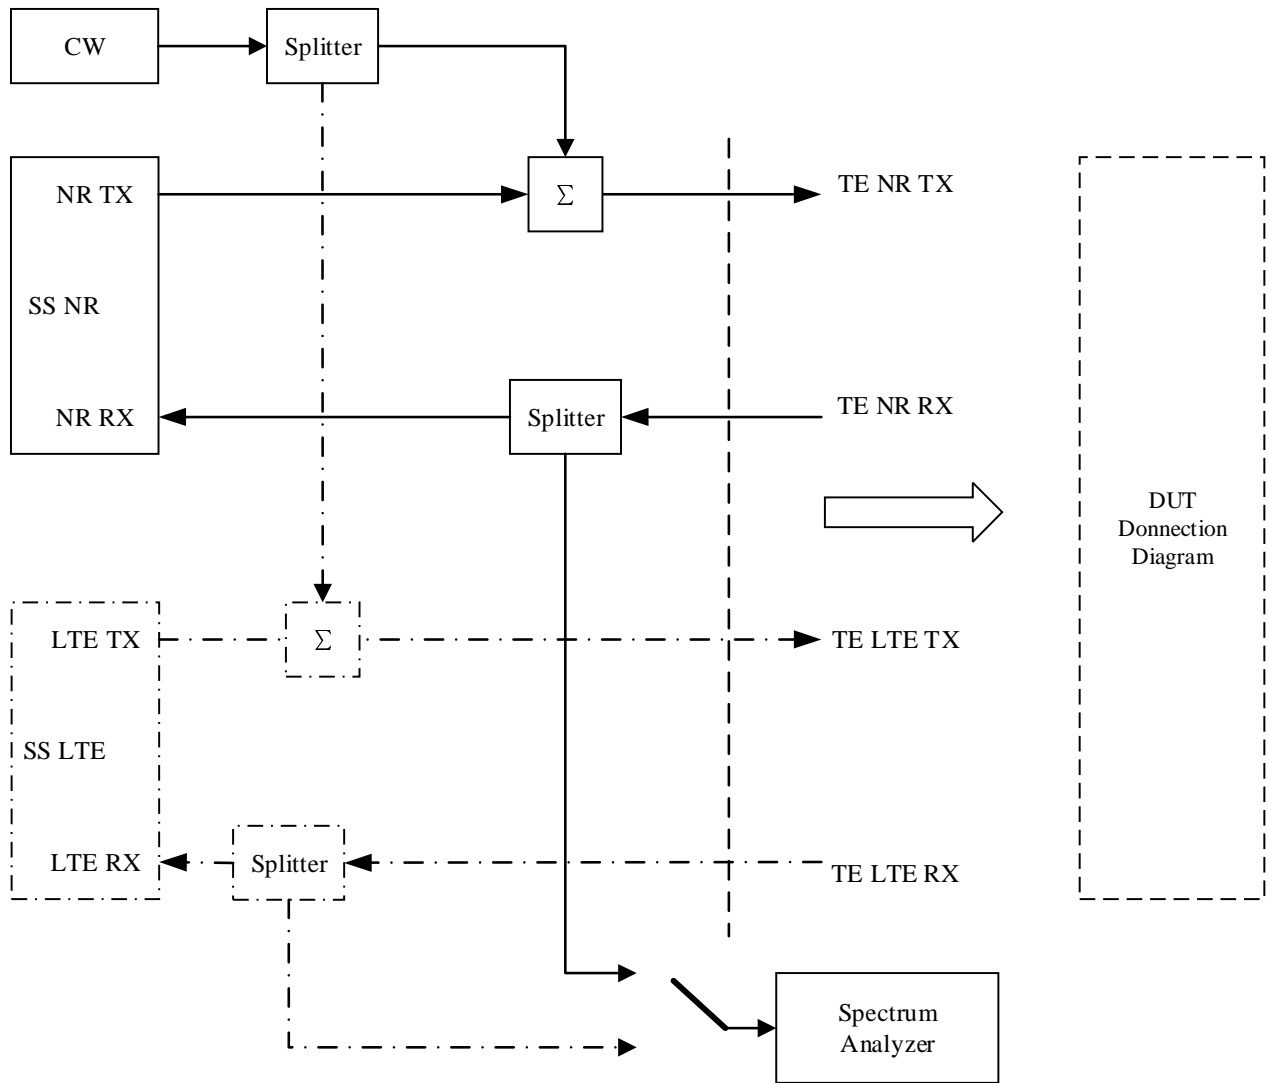 CW
Splitter
NR TX
Σ
TE NR TX
SS NR
NR RX
Splitter
TE NR RX
DUT
Donnection
Diagram
LTE TX
Σ
TE LTE TX
SS LTE
LTE RX
Splitter
TE LTE RX
Spectrum
Analyzer